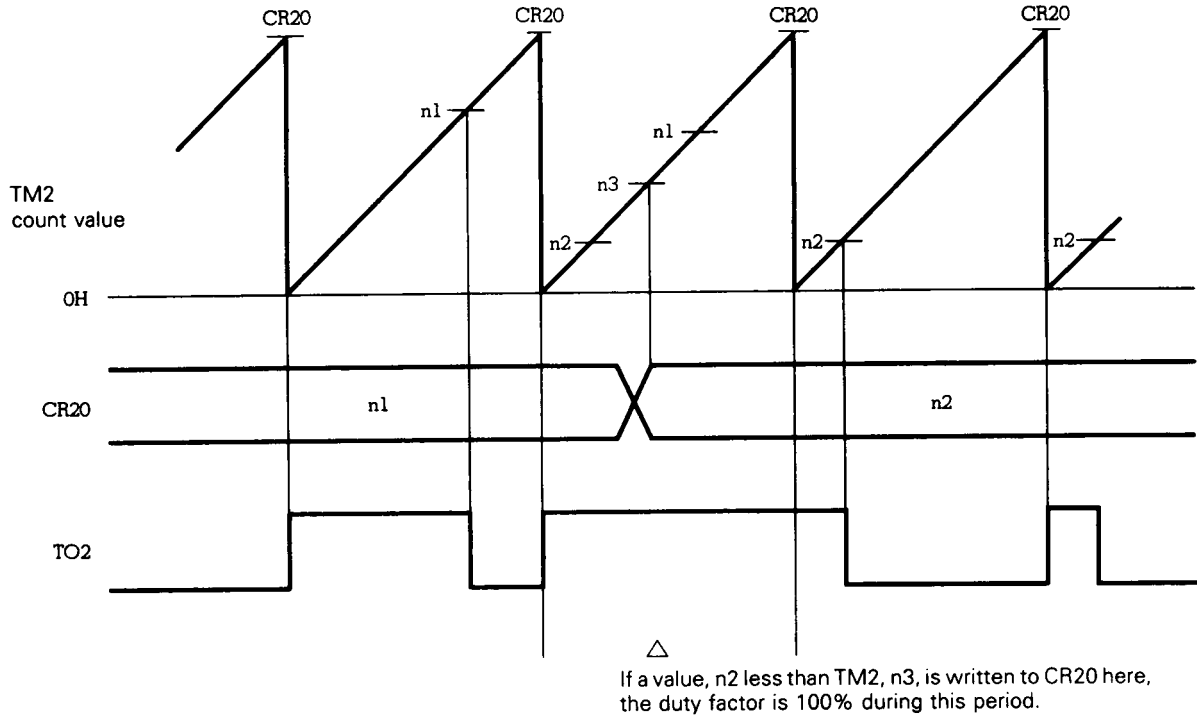 CR20 CR20 CR20 CR20
n1
n1
n3
n2 n2 n2
TM2
count value
0H
CR20 n1 n2
TO2
△
If a value, n2 less than TM2, n3, is written to CR20 here,
the duty factor is 100% during this period.